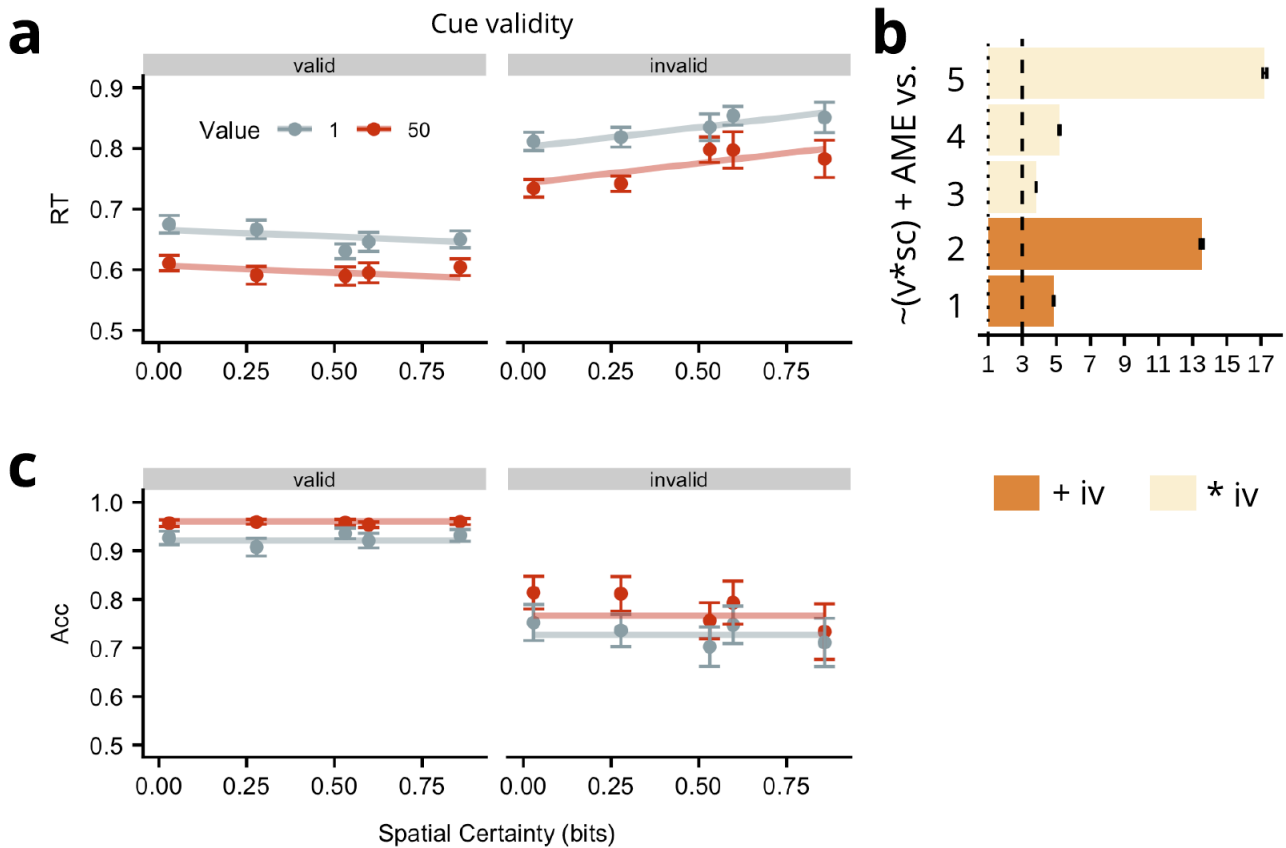 a
Cue validity
valid
invalid
Value 1 50
RT
0.9
0.8
0.7
0.6
0.5
0.00 0.25 0.50 0.75
0.00 0.25 0.50 0.75
b
~(v*sc) + AME vs.
5
4
3
2
1
1 3 5 7 9 11 13 15 17
+ iv
* iv
c
valid
invalid
Acc
1.0
0.9
0.8
0.7
0.6
0.5
0.00 0.25 0.50 0.75
0.00 0.25 0.50 0.75
Spatial Certainty (bits)